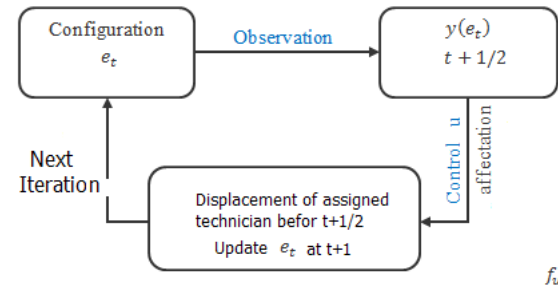 Configuration
e_t
Observation
y(e_t)
t + 1/2
Control u
affectation
Displacement of assigned
technician befor t+1/2
Update e_t at t+1
Next
Iteration